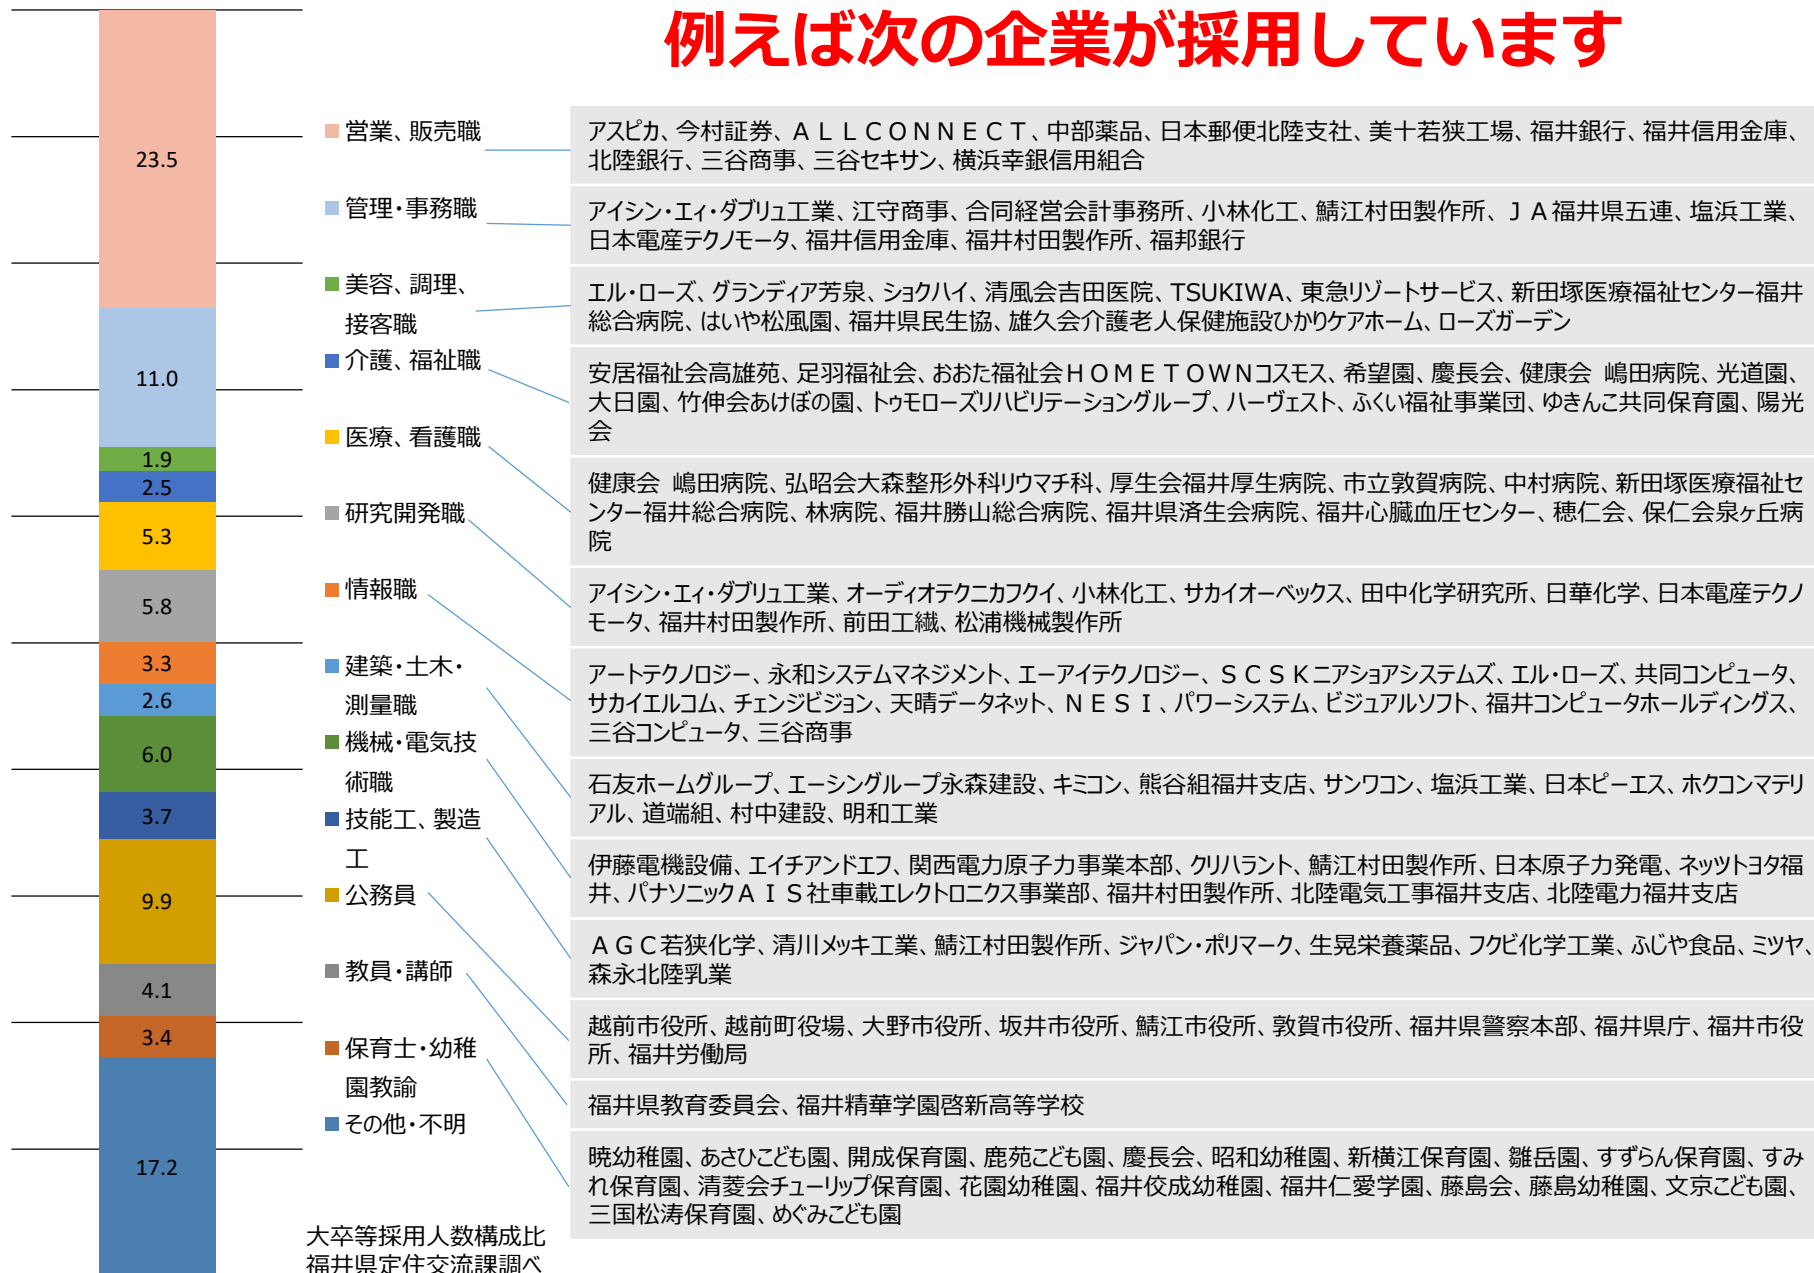 例えば次の企業が採用しています
23.5
11.0
1.9
2.5
5.3
5.8
3.3
2.6
6.0
3.7
9.9
4.1
3.4
17.2
営業、販売職
アスピカ、今村証券、ＡＬＬＣＯＮＮＥＣＴ、中部薬品、日本郵便北陸支社、美十若狭工場、福井銀行、福井信用金庫、
北陸銀行、三谷商事、三谷セキサン、横浜幸銀信用組合
管理・事務職
アイシン・エィ・ダブリュ工業、江守商事、合同経営会計事務所、小林化工、鯖江村田製作所、ＪＡ福井県五連、塩浜工業、
日本電産テクノモータ、福井信用金庫、福井村田製作所、福邦銀行
美容、調理、
接客職
エル・ローズ、グランディア芳泉、ショクハイ、清風会吉田医院、TSUKIWA、東急リゾートサービス、新田塚医療福祉センター福井
総合病院、はいや松風園、福井県民生協、雄久会介護老人保健施設ひかりケアホーム、ローズガーデン
介護、福祉職
安居福祉会高雄苑、足羽福祉会、おおた福祉会ＨＯＭＥＴＯＷＮコスモス、希望園、慶長会、健康会 嶋田病院、光道園、
大日園、竹伸会あけぼの園、トゥモローズリハビリテーショングループ、ハーヴェスト、ふくい福祉事業団、ゆきんこ共同保育園、陽光
会
医療、看護職
健康会 嶋田病院、弘昭会大森整形外科リウマチ科、厚生会福井厚生病院、市立敦賀病院、中村病院、新田塚医療福祉セ
ンター福井総合病院、林病院、福井勝山総合病院、福井県済生会病院、福井心臓血圧センター、穂仁会、保仁会泉ヶ丘病
院
研究開発職
アイシン・エィ・ダブリュ工業、オーディオテクニカフクイ、小林化工、サカイオーベックス、田中化学研究所、日華化学、日本電産テクノ
モータ、福井村田製作所、前田工繊、松浦機械製作所
情報職
アートテクノロジー、永和システムマネジメント、エーアイテクノロジー、ＳＣＳＫニアショアシステムズ、エル・ローズ、共同コンピュータ、
サカイエルコム、チェンジビジョン、天晴データネット、ＮＥＳＩ、パワーシステム、ビジュアルソフト、福井コンピュータホールディングス、
三谷コンピュータ、三谷商事
建築・土木・
測量職
石友ホームグループ、エーシングループ永森建設、キミコン、熊谷組福井支店、サンワコン、塩浜工業、日本ピーエス、ホクコンマテリ
アル、道端組、村中建設、明和工業
機械・電気技
術職
伊藤電機設備、エイチアンドエフ、関西電力原子力事業本部、クリハラント、鯖江村田製作所、日本原子力発電、ネッツトヨタ福
井、パナソニックＡＩＳ社車載エレクトロニクス事業部、福井村田製作所、北陸電気工事福井支店、北陸電力福井支店
技能工、製造
工
ＡＧＣ若狭化学、清川メッキ工業、鯖江村田製作所、ジャパン・ポリマーク、生晃栄養薬品、フクビ化学工業、ふじや食品、ミツヤ、
森永北陸乳業
公務員
越前市役所、越前町役場、大野市役所、坂井市役所、鯖江市役所、敦賀市役所、福井県警察本部、福井県庁、福井市役
所、福井労働局
教員・講師
福井県教育委員会、福井精華学園啓新高等学校
保育士・幼稚
園教諭
暁幼稚園、あさひこども園、開成保育園、鹿苑こども園、慶長会、昭和幼稚園、新横江保育園、雛岳園、すずらん保育園、すみ
れ保育園、清菱会チューリップ保育園、花園幼稚園、福井佼成幼稚園、福井仁愛学園、藤島会、藤島幼稚園、文京こども園、
三国松涛保育園、めぐみこども園
その他・不明
大卒等採用人数構成比
福井県定住交流課調べ